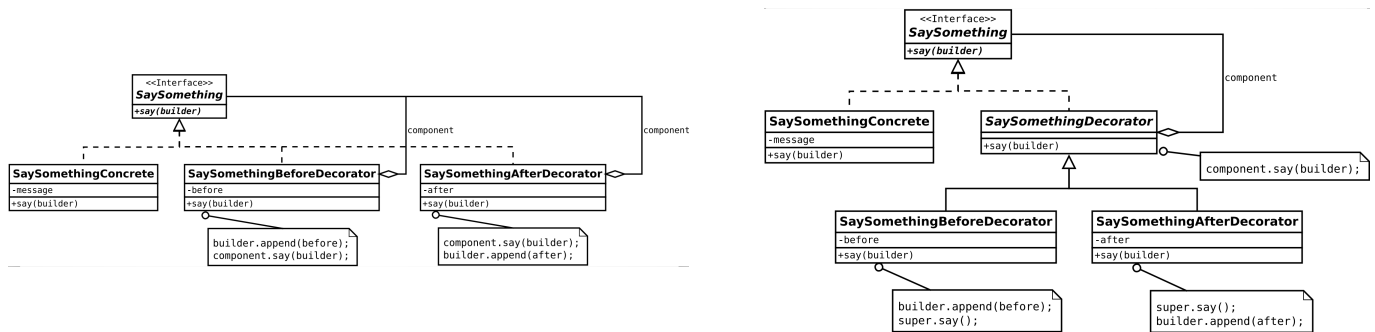 <<Interface>>
SaySomething
+say(builder)
component
component
SaySomethingConcrete
-message
+say(builder)
SaySomethingBeforeDecorator
-before
+say(builder)
SaySomethingAfterDecorator
-after
+say(builder)
builder.append(before);
component.say(builder);
component.say(builder);
builder.append(after);
<<Interface>>
SaySomething
+say(builder)
component
SaySomethingConcrete
-message
+say(builder)
SaySomethingDecorator
+say(builder)
component.say(builder);
SaySomethingBeforeDecorator
-before
+say(builder)
SaySomethingAfterDecorator
-after
+say(builder)
builder.append(before);
super.say();
super.say();
builder.append(after);